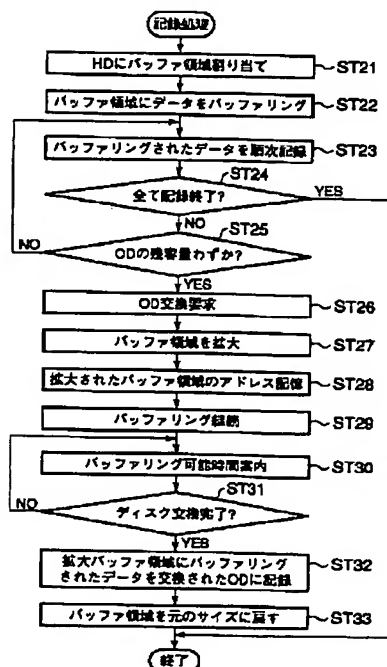 記録処理
HDにバッファ領域割り当て
ST21
バッファ領域にデータをバッファリング
ST22
バッファリングされたデータを順次記録
ST23
ST24
全て記録終了?
YES
NO
ST25
ODの残容量わずか?
NO
YES
OD交換要求
ST26
バッファ領域を拡大
ST27
拡大されたバッファ領域のアドレス記憶
ST28
バッファリング継続
ST29
バッファリング可能時間案内
ST30
ST31
ディスク交換完了?
NO
YES
拡大バッファ領域にバッファリング
されたデータを交換されたODに記録
ST32
バッファ領域を元のサイズに戻す
ST33
終了